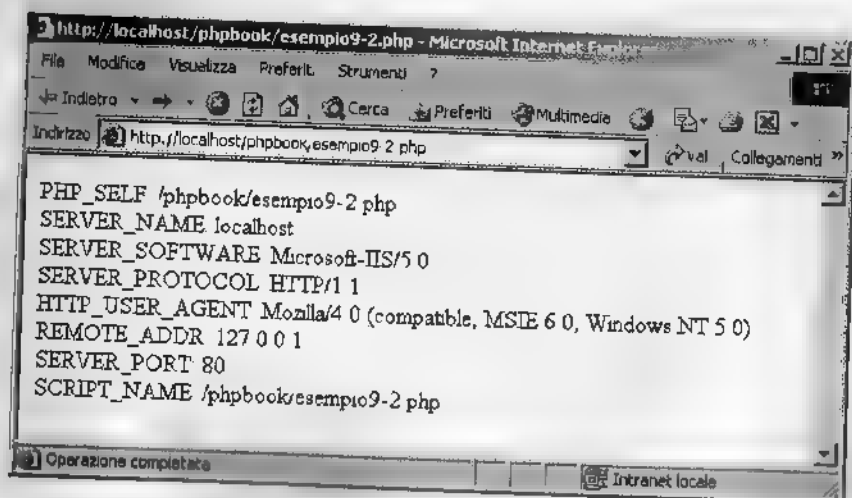 http://localhost/phpbook/esempio9-2.php - Microsoft Internet Explorer
File Modifica Visualizza Preferiti Strumenti ?
Indietro Cerca Preferiti Multimedia
Indirizzo http://localhost/phpbook/esempio9-2 php Vai Collegamenti »
PHP_SELF /phpbook/esempio9-2 php
SERVER_NAME localhost
SERVER_SOFTWARE Microsoft-IIS/5 0
SERVER_PROTOCOL HTTP/1 1
HTTP_USER_AGENT Mozilla/4 0 (compatible, MSIE 6 0, Windows NT 5 0)
REMOTE_ADDR 127 0 0 1
SERVER_PORT 80
SCRIPT_NAME /phpbook/esempio9-2 php
Operazione completata Intranet locale